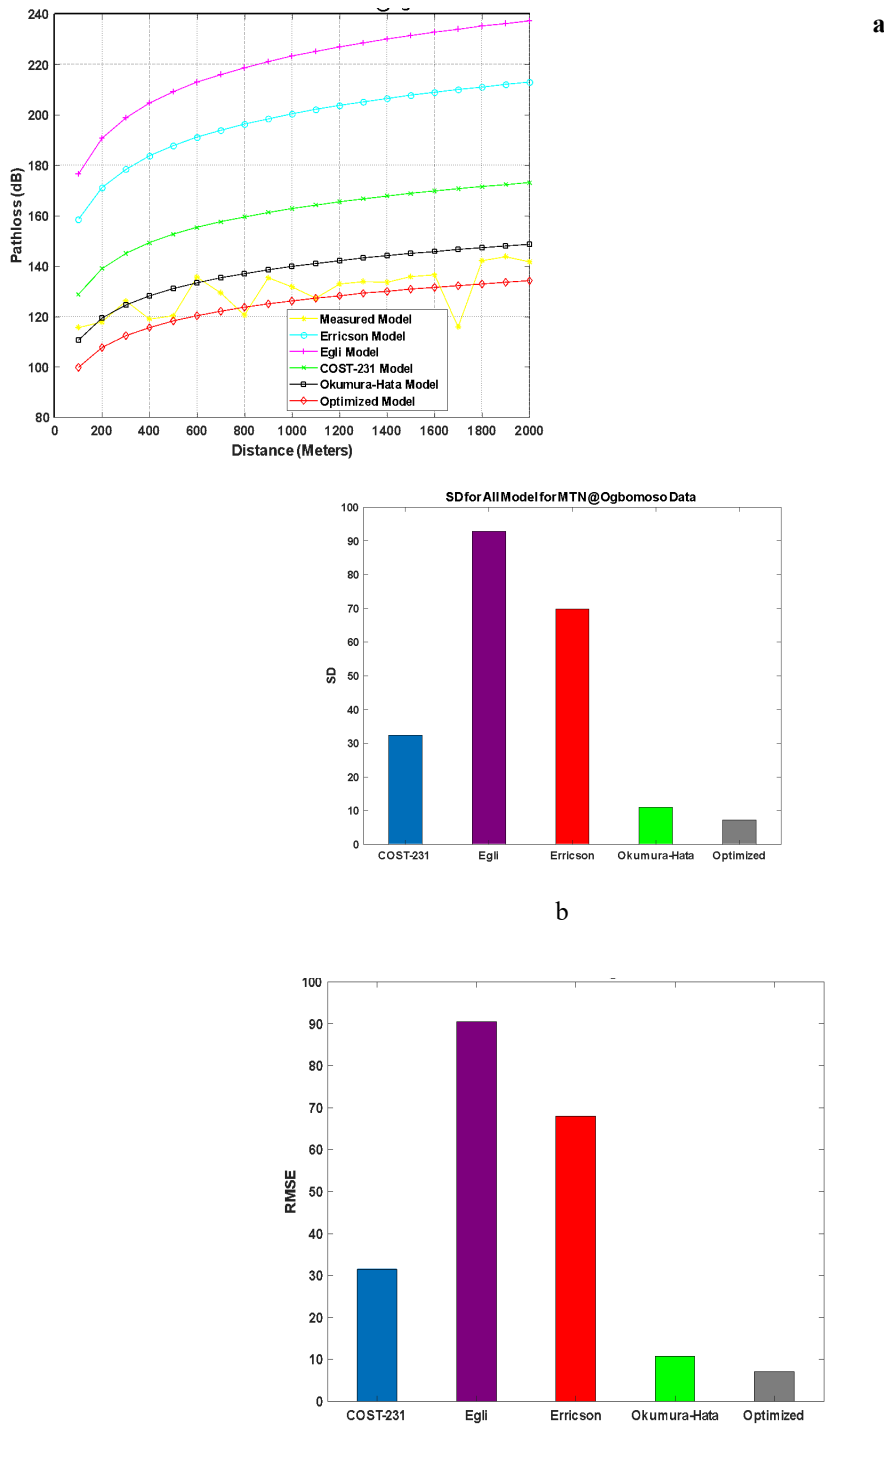 a
240
220
200
180
160
140
120
100
80
Pathloss (dB)
Measured Model
Erricson Model
Egli Model
COST-231 Model
Okumura-Hata Model
Optimized Model
0 200 400 600 800 1000 1200 1400 1600 1800 2000
Distance (Meters)
SD for All Model for MTN @Ogbomoso Data
100
90
80
70
60
50
40
30
20
10
0
SD
COST-231 Egli Erricson Okumura-Hata Optimized
b
100
90
80
70
60
50
40
30
20
10
0
RMSE
COST-231 Egli Erricson Okumura-Hata Optimized